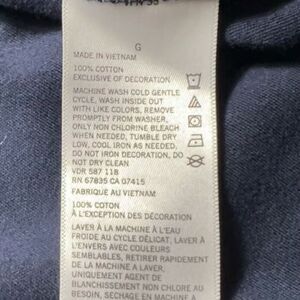 G
MADE IN VIETNAM
100% COTTON
EXCLUSIVE OF DECORATION
MACHINE WASH COLD GENTLE
CYCLE, WASH INSIDE OUT
WITH LIKE COLORS, REMOVE
PROMPTLY FROM WASHER,
ONLY NON CHLORINE BLEACH
WHEN NEEDED, TUMBLE DRY
LOW, COOL IRON AS NEEDED,
DO NOT IRON DECORATION, DO
NOT DRY CLEAN
VDR 587 118
RN 67835 CA 07415
FABRIQUÉ AU VIETNAM
100% COTON
À L'EXCEPTION DES DÉCORATION
LAVER À LA MACHINE À L'EAU
FROIDE AU CYCLE DÉLICAT, LAVER À
L'ENVERS AVEC COULEURS
SEMBLABLES, RETIRER RAPIDEMENT
DE LA MACHINE À LAVER,
UNIQUEMENT AGENT DE
BLANCHIMENT NON CHLORÉ AU
BESOIN, SÉCHAGE EN MACHINE À